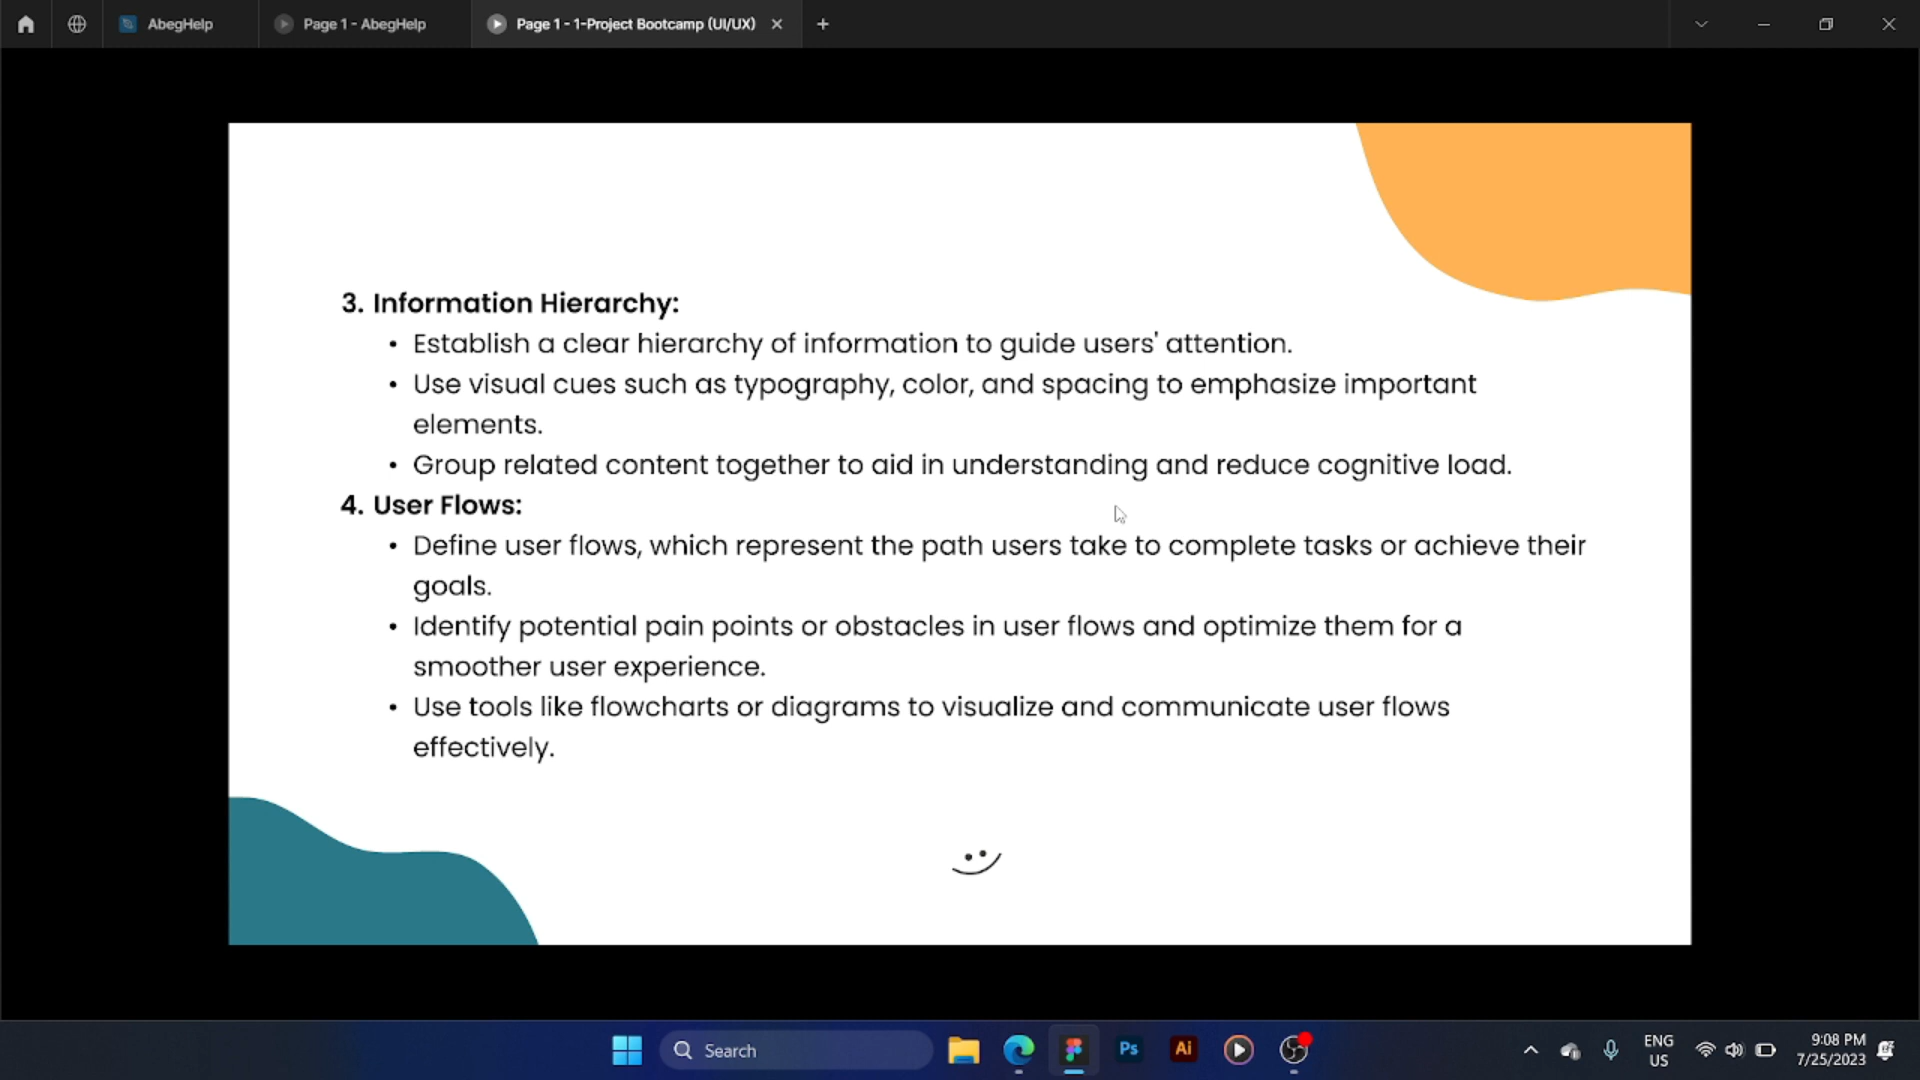 AbegHelp
Page 1 - AbegHelp
Page 1 - 1-Project Bootcamp (UI/UX)
3. Information Hierarchy:
• Establish a clear hierarchy of information to guide users' attention.
• Use visual cues such as typography, color, and spacing to emphasize important
elements.
• Group related content together to aid in understanding and reduce cognitive load.
4. User Flows:
• Define user flows, which represent the path users take to complete tasks or achieve their
goals.
• Identify potential pain points or obstacles in user flows and optimize them for a
smoother user experience.
• Use tools like flowcharts or diagrams to visualize and communicate user flows
effectively.
Search
Ps
Ai
ENG
US
9:08 PM
7/25/2023